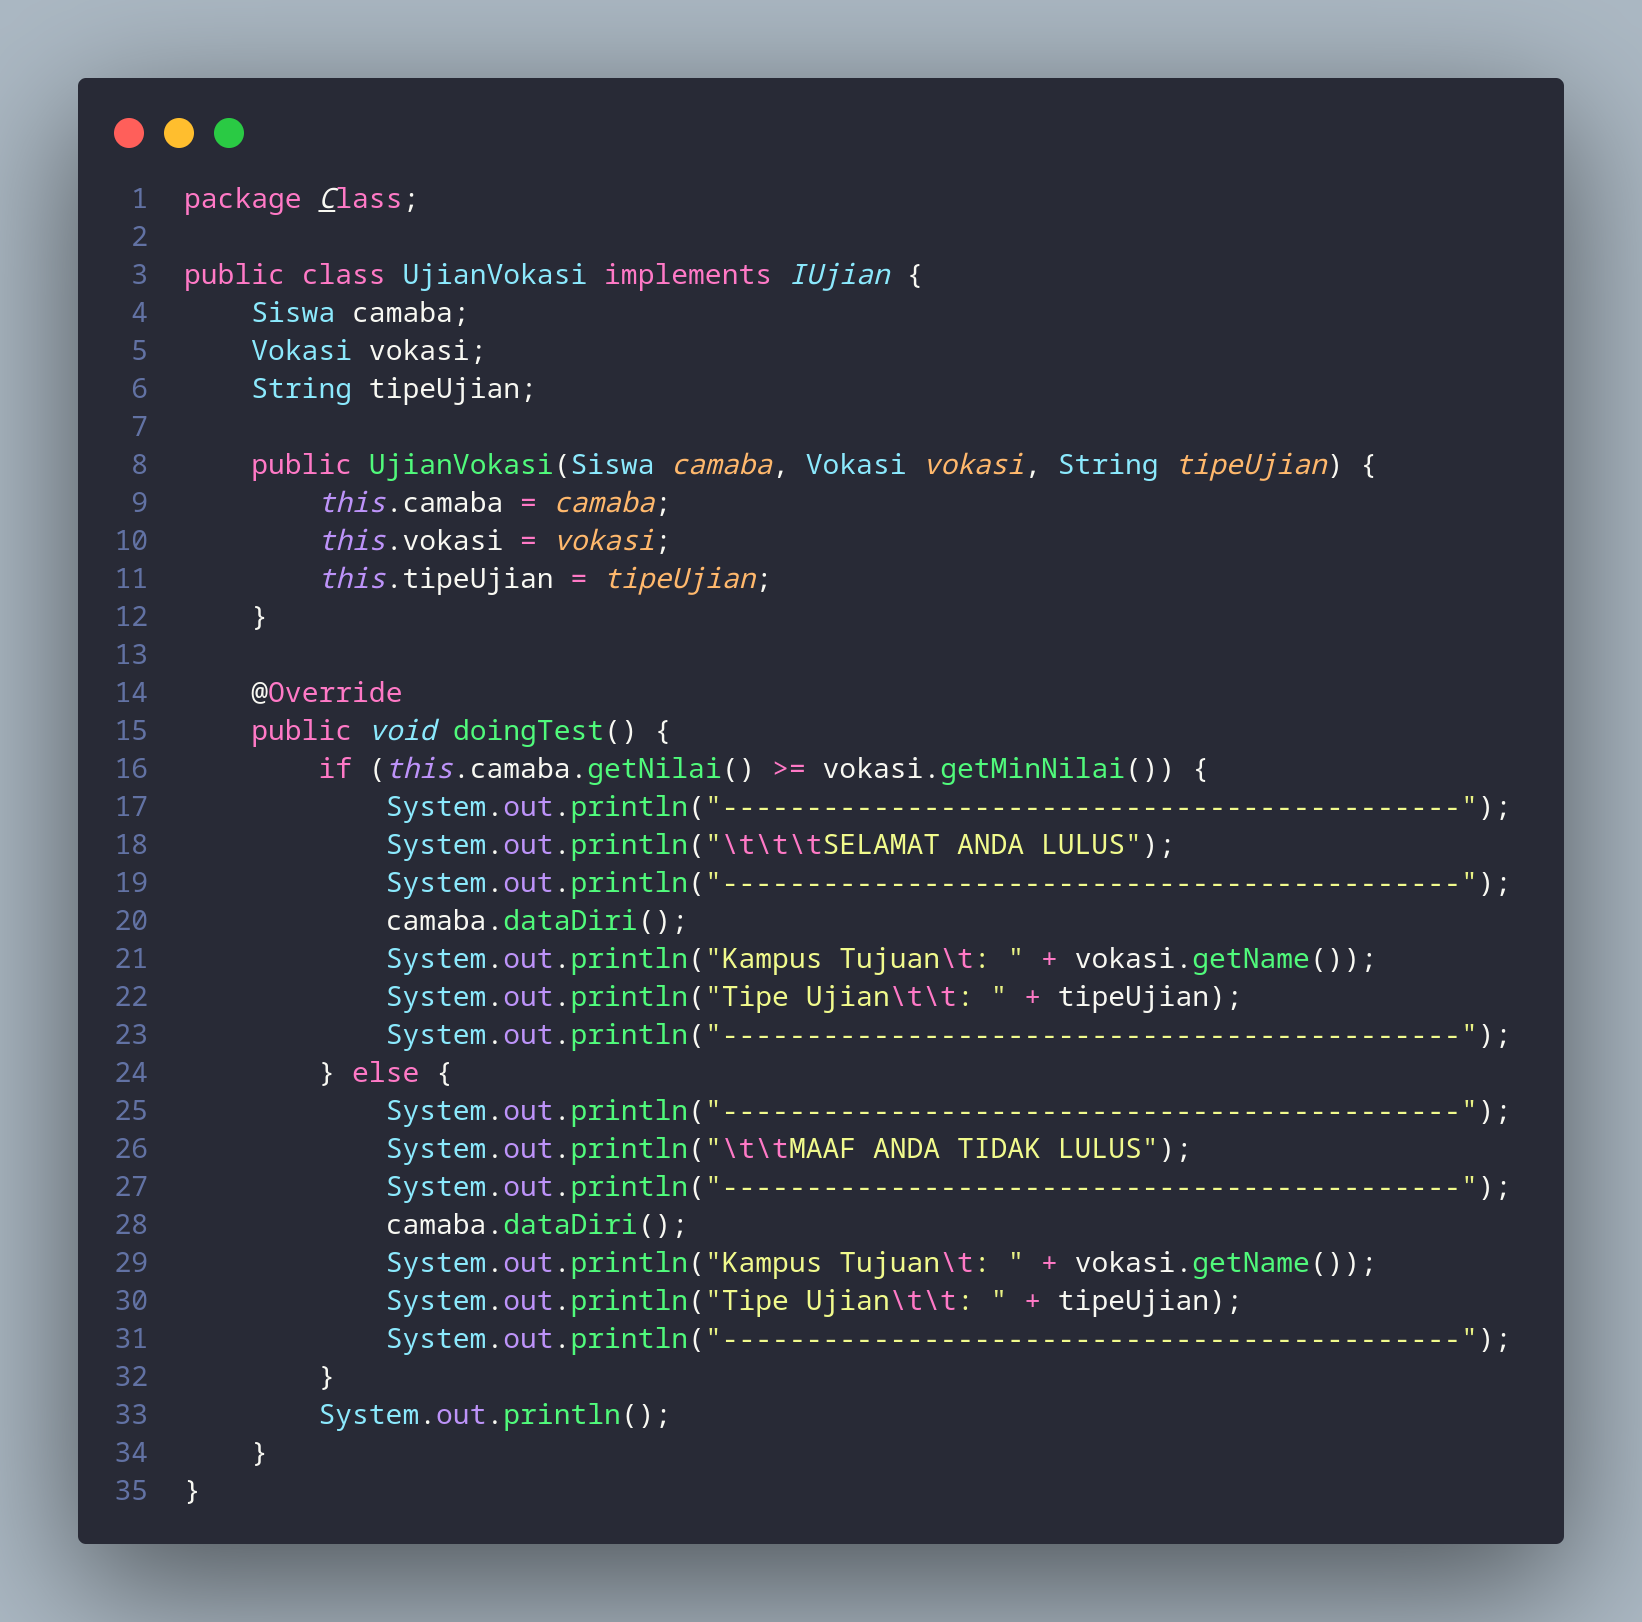 1 package Class;
2
3 public class UjianVokasi implements IUjian {
4     Siswa camaba;
5     Vokasi vokasi;
6     String tipeUjian;
7
8     public UjianVokasi(Siswa camaba, Vokasi vokasi, String tipeUjian) {
9         this.camaba = camaba;
10         this.vokasi = vokasi;
11         this.tipeUjian = tipeUjian;
12     }
13
14     @Override
15     public void doingTest() {
16         if (this.camaba.getNilai() >= vokasi.getMinNilai()) {
17             System.out.println("--------------------------------------------");
18             System.out.println("\t\t\tSELAMAT ANDA LULUS");
19             System.out.println("--------------------------------------------");
20             camaba.dataDiri();
21             System.out.println("Kampus Tujuan\t: " + vokasi.getName());
22             System.out.println("Tipe Ujian\t\t: " + tipeUjian);
23             System.out.println("--------------------------------------------");
24         } else {
25             System.out.println("--------------------------------------------");
26             System.out.println("\t\tMAAF ANDA TIDAK LULUS");
27             System.out.println("--------------------------------------------");
28             camaba.dataDiri();
29             System.out.println("Kampus Tujuan\t: " + vokasi.getName());
30             System.out.println("Tipe Ujian\t\t: " + tipeUjian);
31             System.out.println("--------------------------------------------");
32         }
33         System.out.println();
34     }
35 }